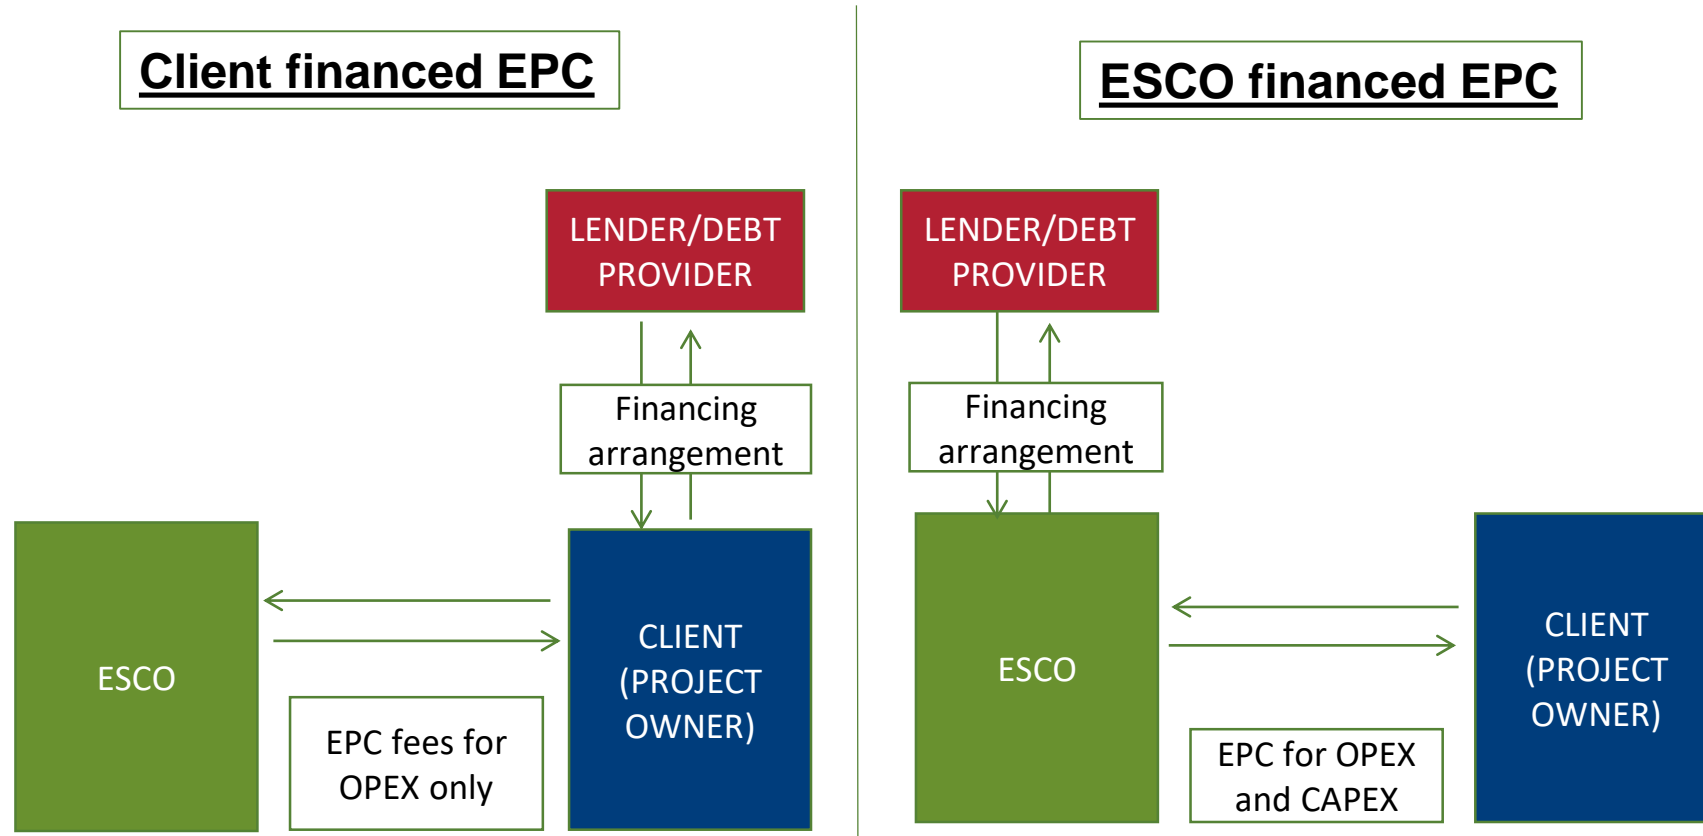 Client financed EPC
LENDER/DEBT
PROVIDER
Financing
arrangement
ESCO
CLIENT
(PROJECT
OWNER)
EPC fees for
OPEX only
ESCO financed EPC
LENDER/DEBT
PROVIDER
Financing
arrangement
ESCO
CLIENT
(PROJECT
OWNER)
EPC for OPEX
and CAPEX